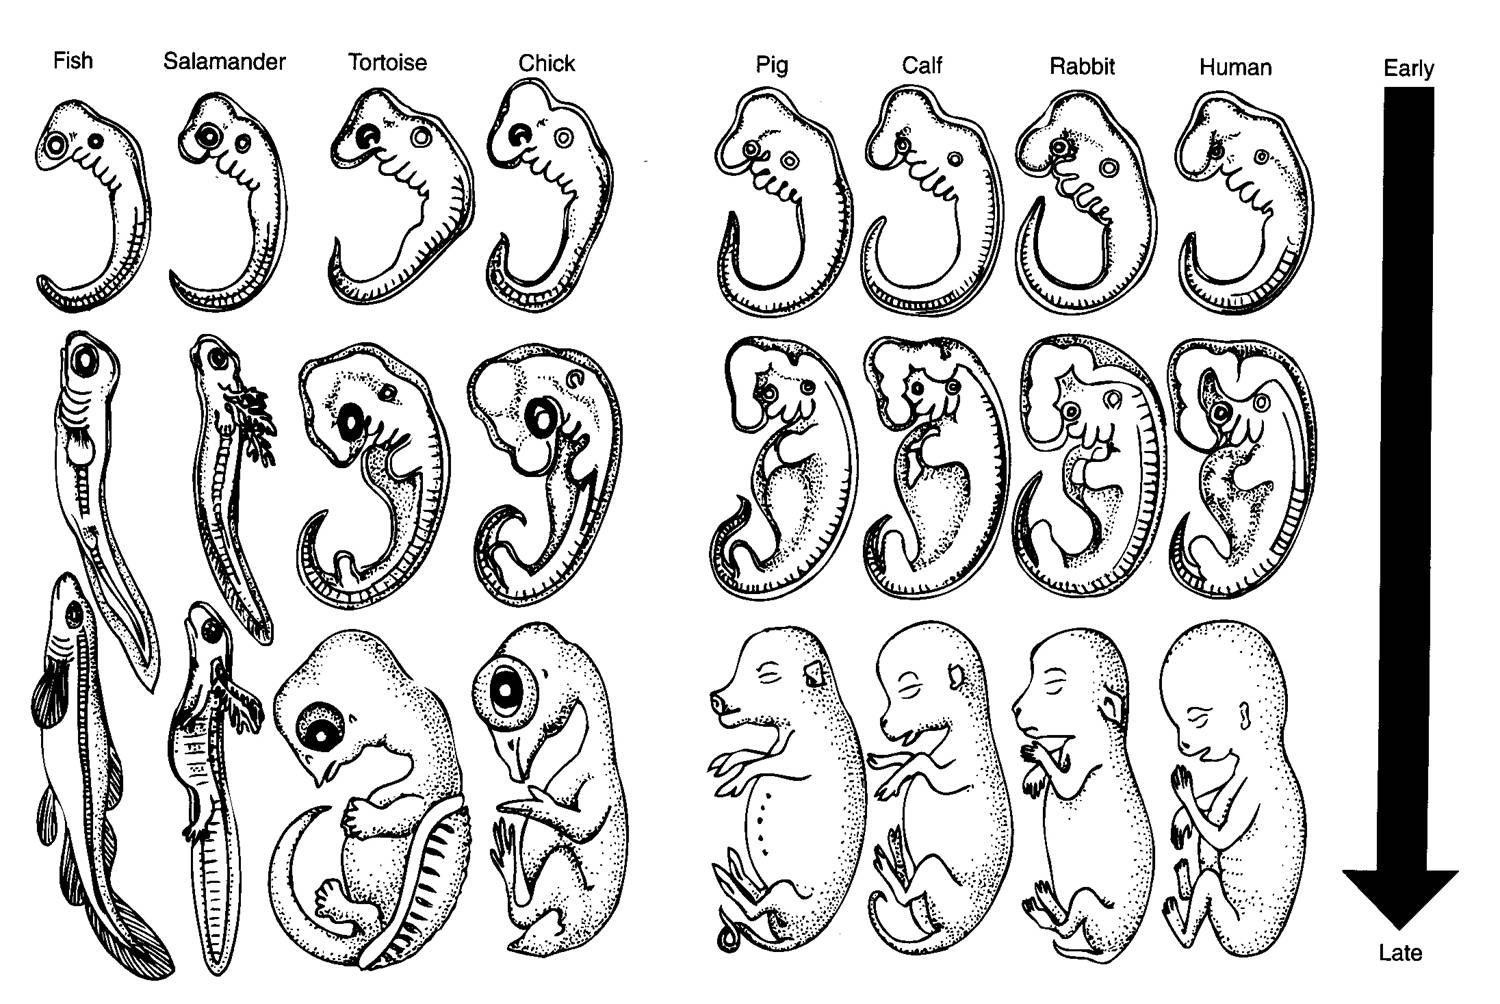 Fish
Salamander
Tortoise
Chick
Pig
Calf
Rabbit
Human
Early
Late